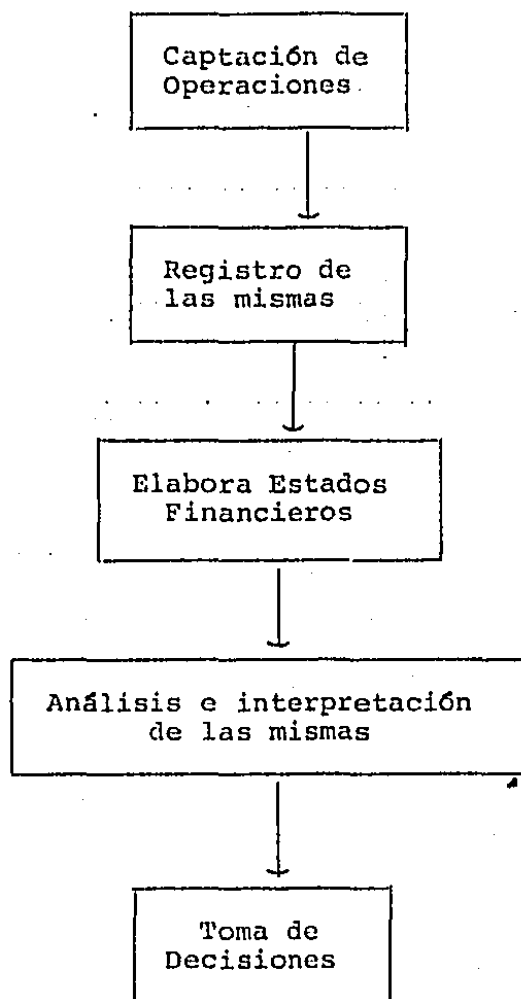 Captación de
Operaciones
Registro de
las mismas
Elabora Estados
Financieros
Análisis e interpretación
de las mismas
Toma de
Decisiones